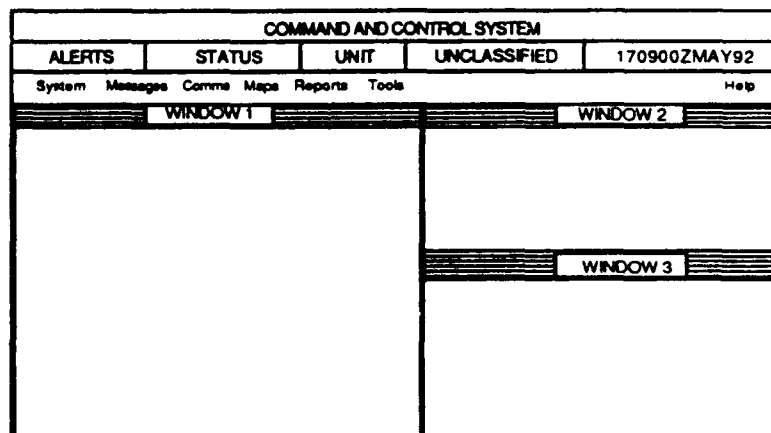 COMMAND AND CONTROL SYSTEM
ALERTS STATUS UNIT UNCLASSIFIED 170900ZMAY92
System Messages Comms Maps Reports Tools Help
WINDOW 1 WINDOW 2
WINDOW 3